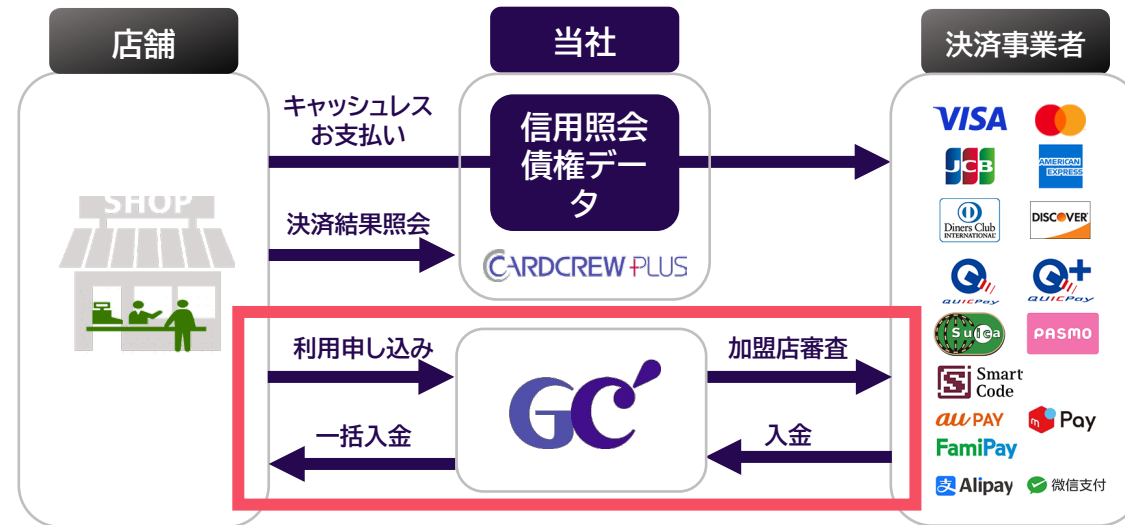 店舗
当社
決済事業者
キャッシュレス
お支払い
信用照会
債権デー
タ
決済結果照会
CARDCREW PLUS
SHOP
利用申し込み
加盟店審査
GC
一括入金
入金
VISA
JCB
AMERICAN
EXPRESS
Diners Club
INTERNATIONAL
DISCOVER
QUICPay
QUICPay
Suica
PASMO
Smart
Code
au PAY
m Pay
FamiPay
支 Alipay
微信支付